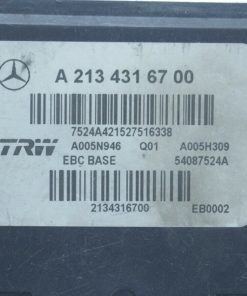 A 213 431 67 00
7524A421527516338
TRW
A005N946 Q01 A005H309
EBC BASE 54087524A
2134316700 EB0002